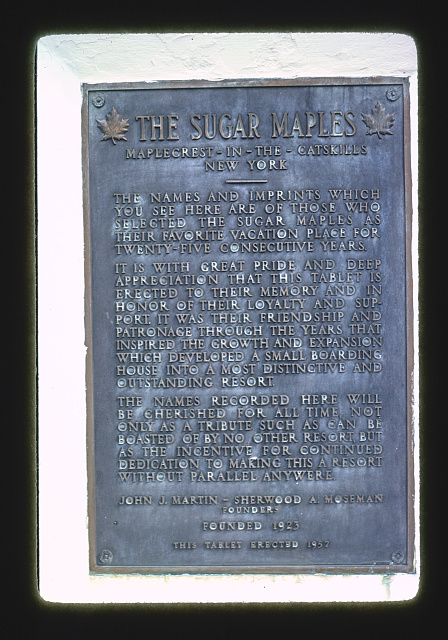 THE SUGAR MAPLES
MAPLECREST-IN-THE-CATSKILLS
NEW YORK
THE NAMES AND IMPRINTS WHICH
YOU SEE HERE ARE OF THOSE WHO
SELECTED THE SUGAR MAPLES AS
THEIR FAVORITE VACATION PLACE FOR
TWENTY-FIVE CONSECUTIVE YEARS.
IT IS WITH GREAT PRIDE AND DEEP
APPRECIATION THAT THIS TABLET IS
ERECTED TO THEIR MEMORY AND IN
HONOR OF THEIR LOYALTY AND SUP-
PORT. IT WAS THEIR FRIENDSHIP AND
PATRONAGE THROUGH THE YEARS THAT
INSPIRED THE GROWTH AND EXPANSION
WHICH DEVELOPED A SMALL BOARDING
HOUSE INTO A MOST DISTINCTIVE AND
OUTSTANDING RESORT.
THE NAMES RECORDED HERE WILL
BE CHERISHED FOR ALL TIME, NOT
ONLY AS A TRIBUTE SUCH AS CAN BE
BOASTED OF BY NO OTHER RESORT, BUT
AS THE INCENTIVE FOR CONTINUED
DEDICATION TO MAKING THIS A RESORT
WITHOUT PARALLEL ANYWERE.
JOHN J. MARTIN - SHERWOOD A. MOSEMAN
FOUNDERS
FOUNDED 1923
THIS TABLET ERECTED 1957